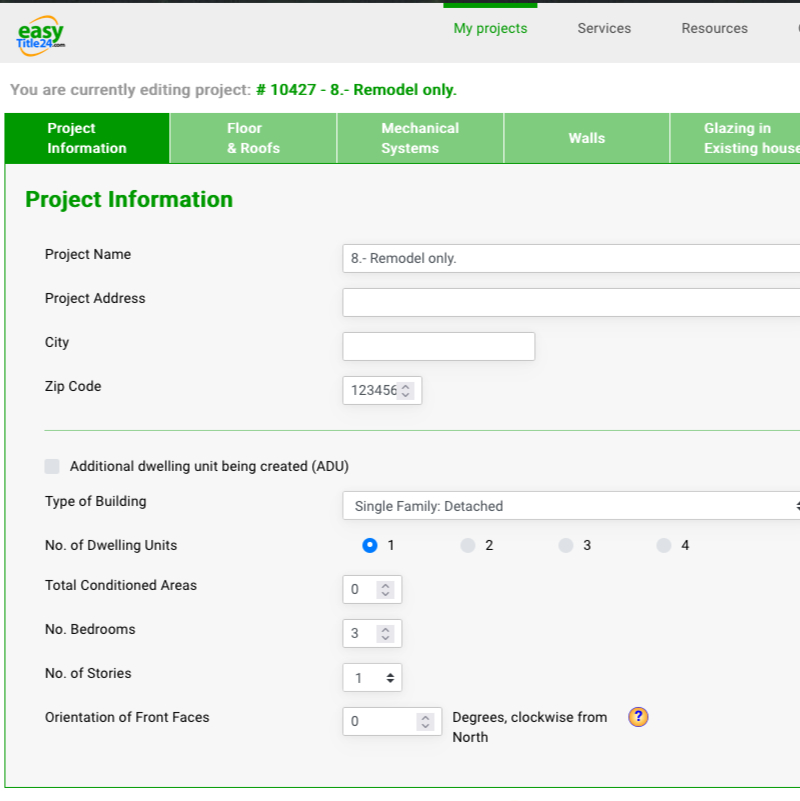 easy
Title24.com
My projects
Services
Resources
You are currently editing project: # 10427 - 8.- Remodel only.
Project
Information
Floor
& Roofs
Mechanical
Systems
Walls
Glazing in
Existing house
Project Information
Project Name
8.- Remodel only.
Project Address
City
Zip Code
123456
Additional dwelling unit being created (ADU)
Type of Building
Single Family: Detached
No. of Dwelling Units
1
2
3
4
Total Conditioned Areas
0
No. Bedrooms
3
No. of Stories
1
Orientation of Front Faces
0
Degrees, clockwise from
North
?